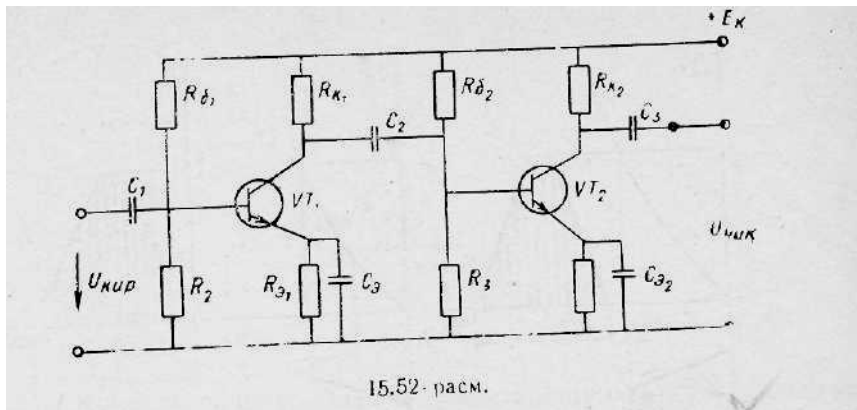 + Eк
Rб₁
Rк₁
Rб₂
Rк₂
C₁
C₂
C₃
VT₁
VT₂
Uкир
R₂
Rэ₁
Cэ
R₃
Cэ₂
Uчик
15.52- расм.